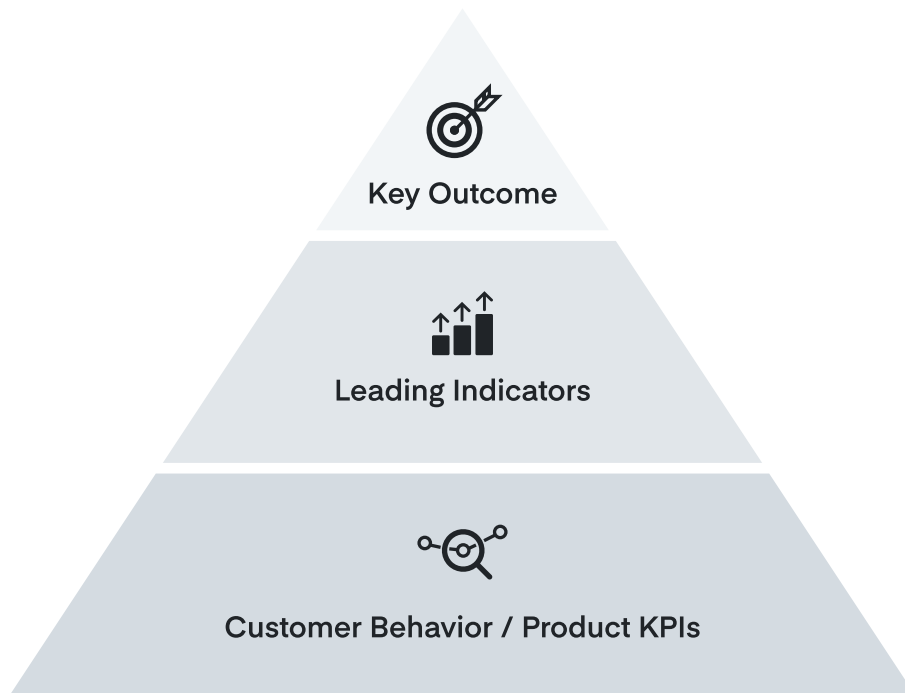 Key Outcome
Leading Indicators
Customer Behavior / Product KPIs